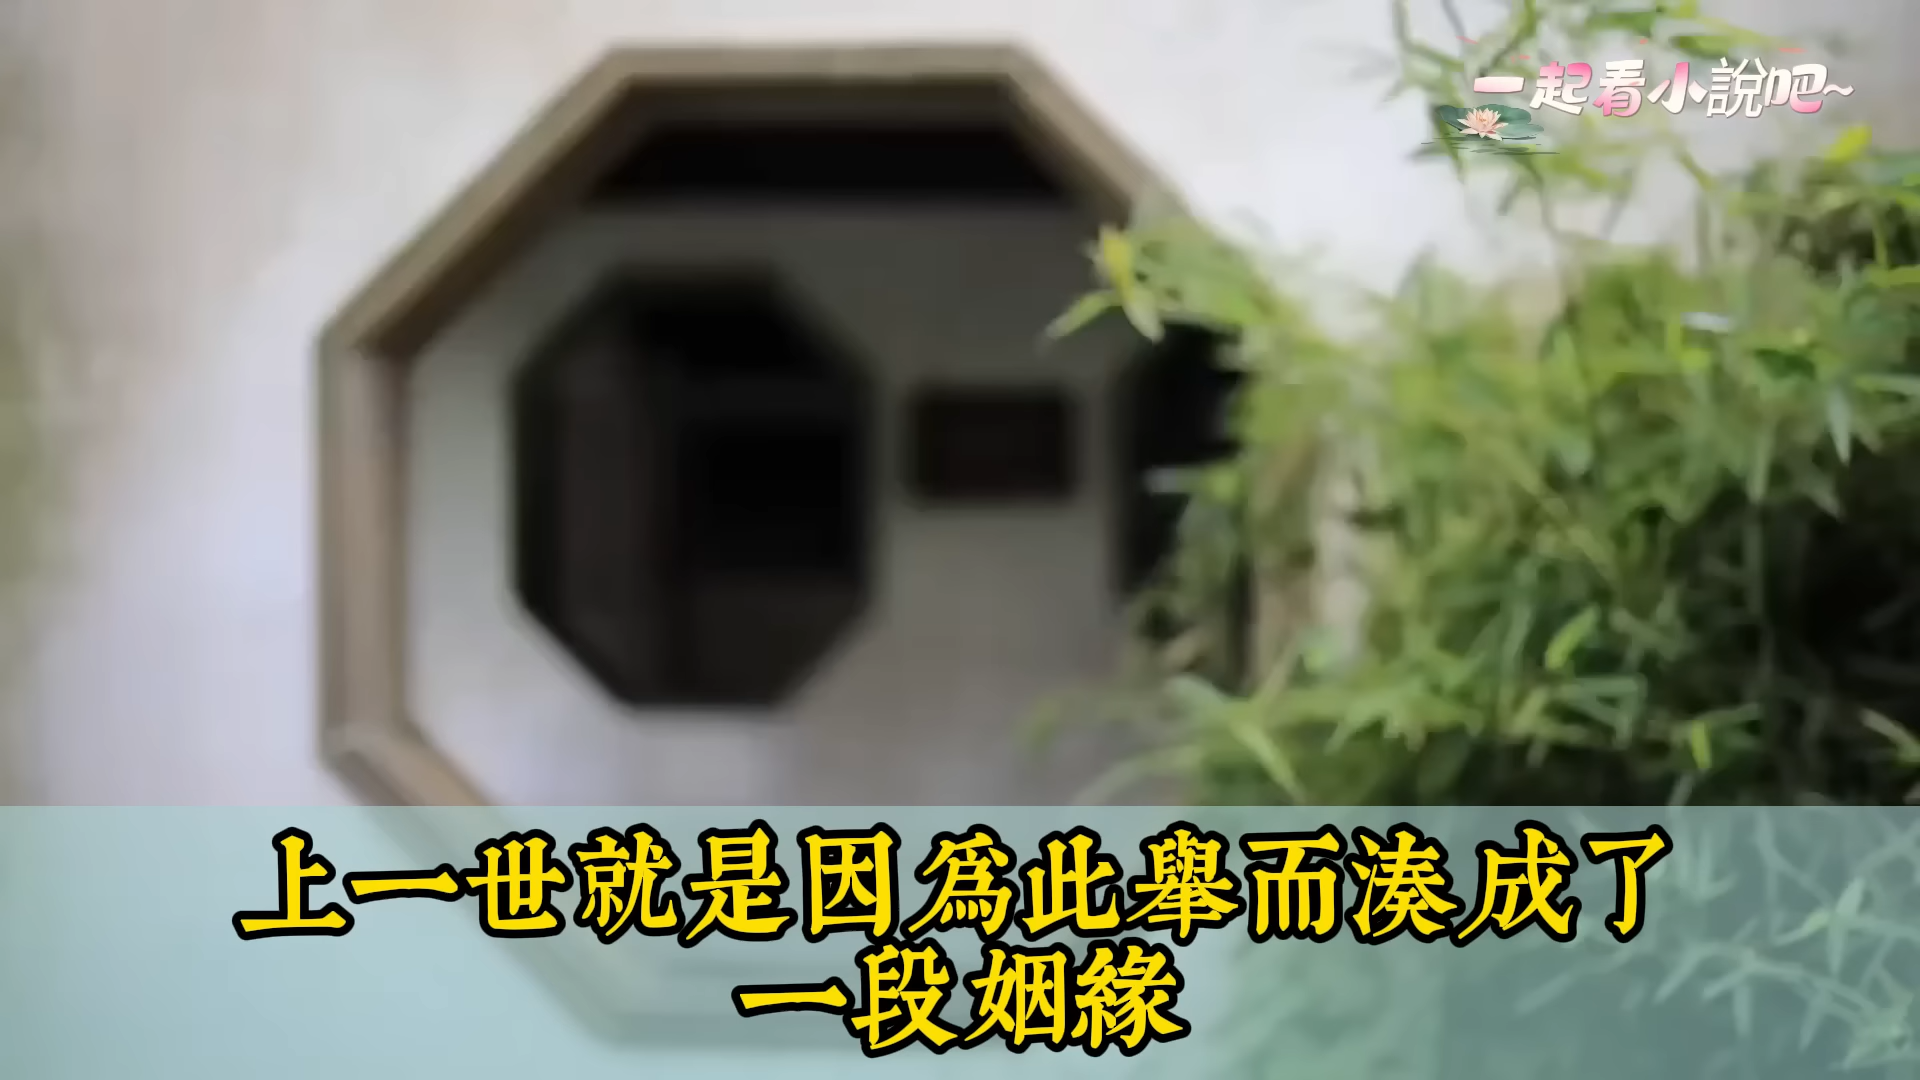 一起看小說吧~
上一世就是因爲此舉而湊成了
一段姻緣